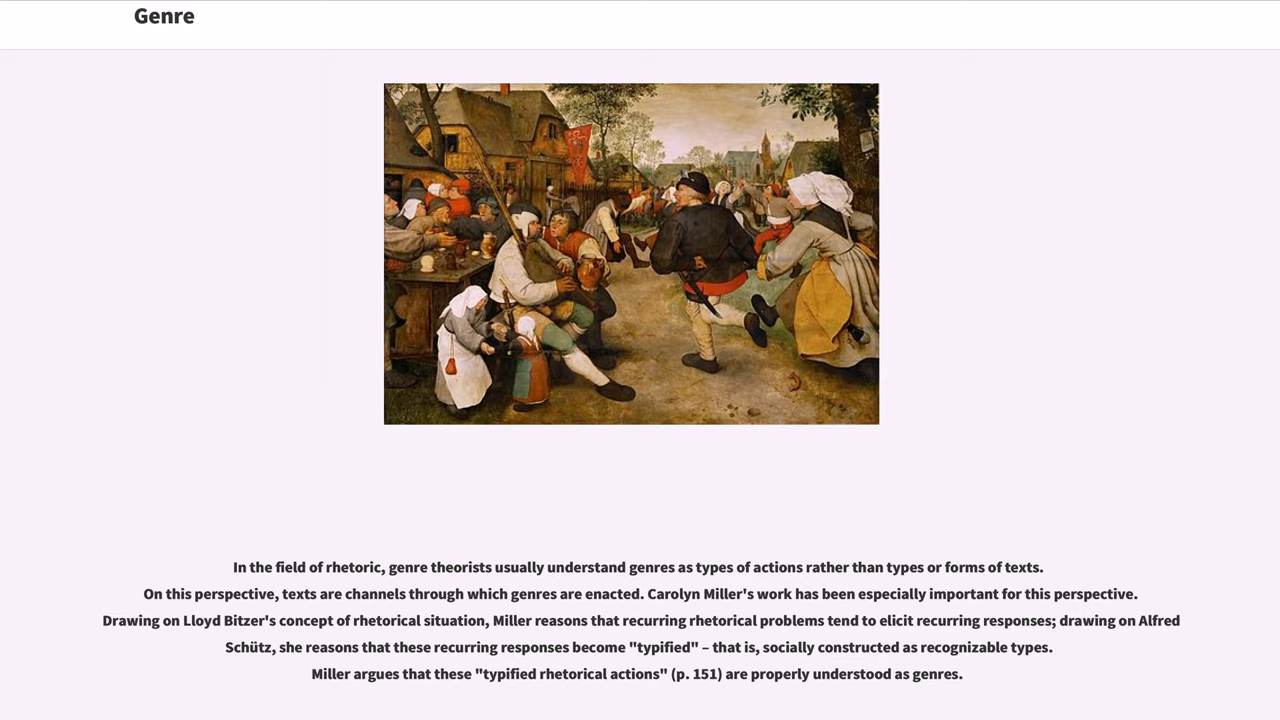 Genre
In the field of rhetoric, genre theorists usually understand genres as types of actions rather than types or forms of texts.
On this perspective, texts are channels through which genres are enacted. Carolyn Miller's work has been especially important for this perspective.
Drawing on Lloyd Bitzer's concept of rhetorical situation, Miller reasons that recurring rhetorical problems tend to elicit recurring responses; drawing on Alfred
Schütz, she reasons that these recurring responses become "typified" – that is, socially constructed as recognizable types.
Miller argues that these "typified rhetorical actions" (p. 151) are properly understood as genres.